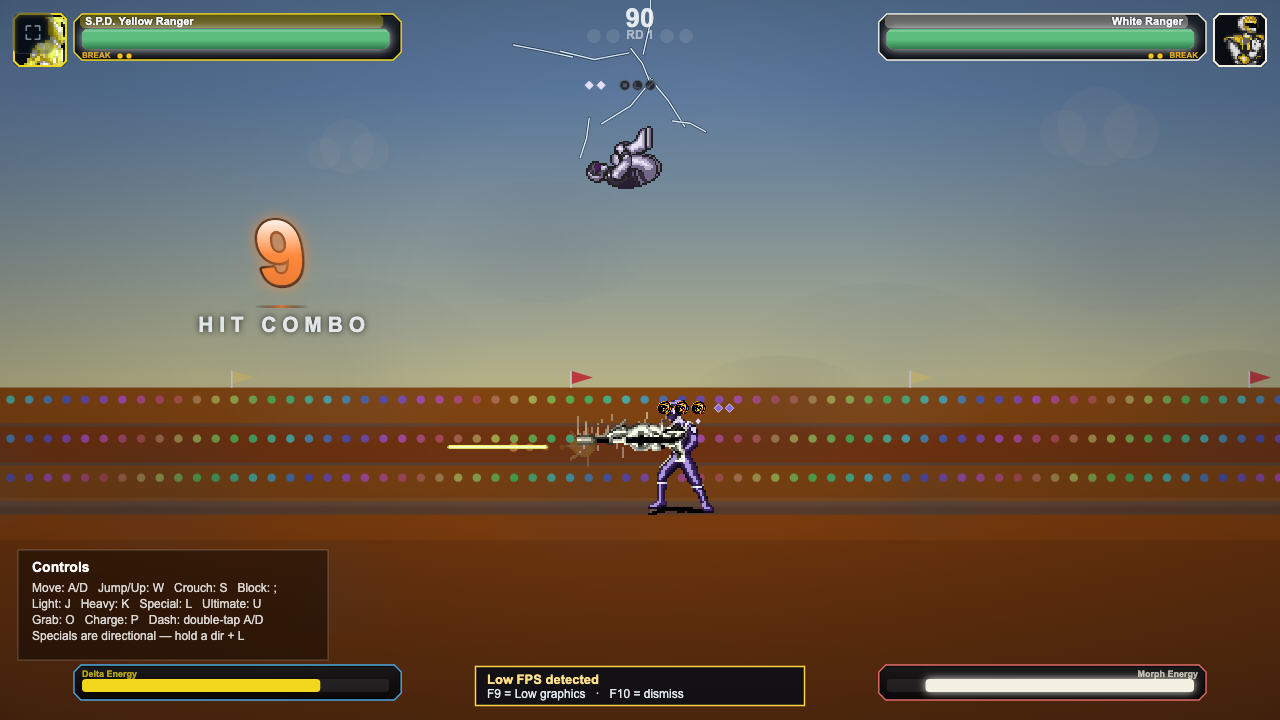 S.P.D. Yellow Ranger
90
White Ranger
RD 1
BREAK
BREAK
9
HIT COMBO
Controls
Move: A/D Jump/Up: W Crouch: S Block: ;
Light: J Heavy: K Special: L Ultimate: U
Grab: O Charge: P Dash: double-tap A/D
Specials are directional — hold a dir + L
Delta Energy
Low FPS detected
F9 = Low graphics · F10 = dismiss
Morph Energy